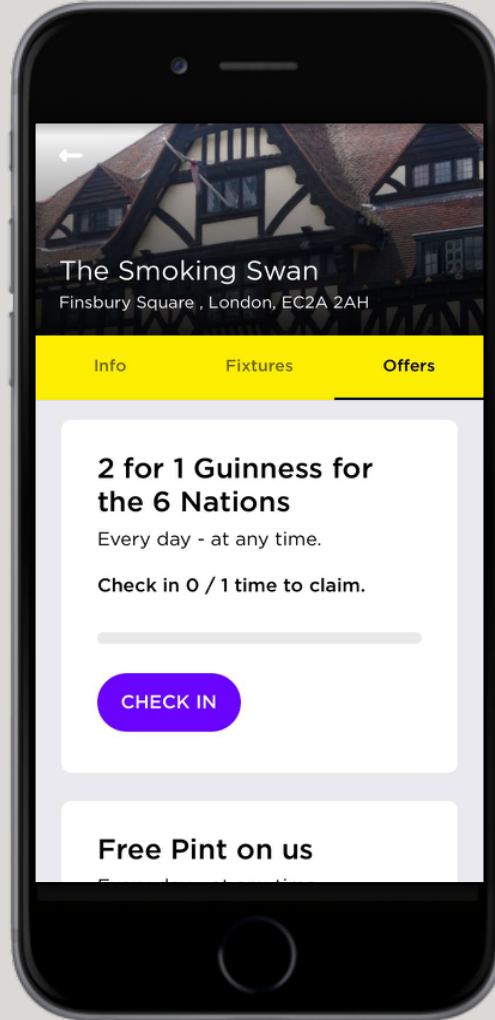 The Smoking Swan
Finsbury Square , London, EC2A 2AH
Info Fixtures Offers
2 for 1 Guinness for
the 6 Nations
Every day - at any time.
Check in 0 / 1 time to claim.
CHECK IN
Free Pint on us